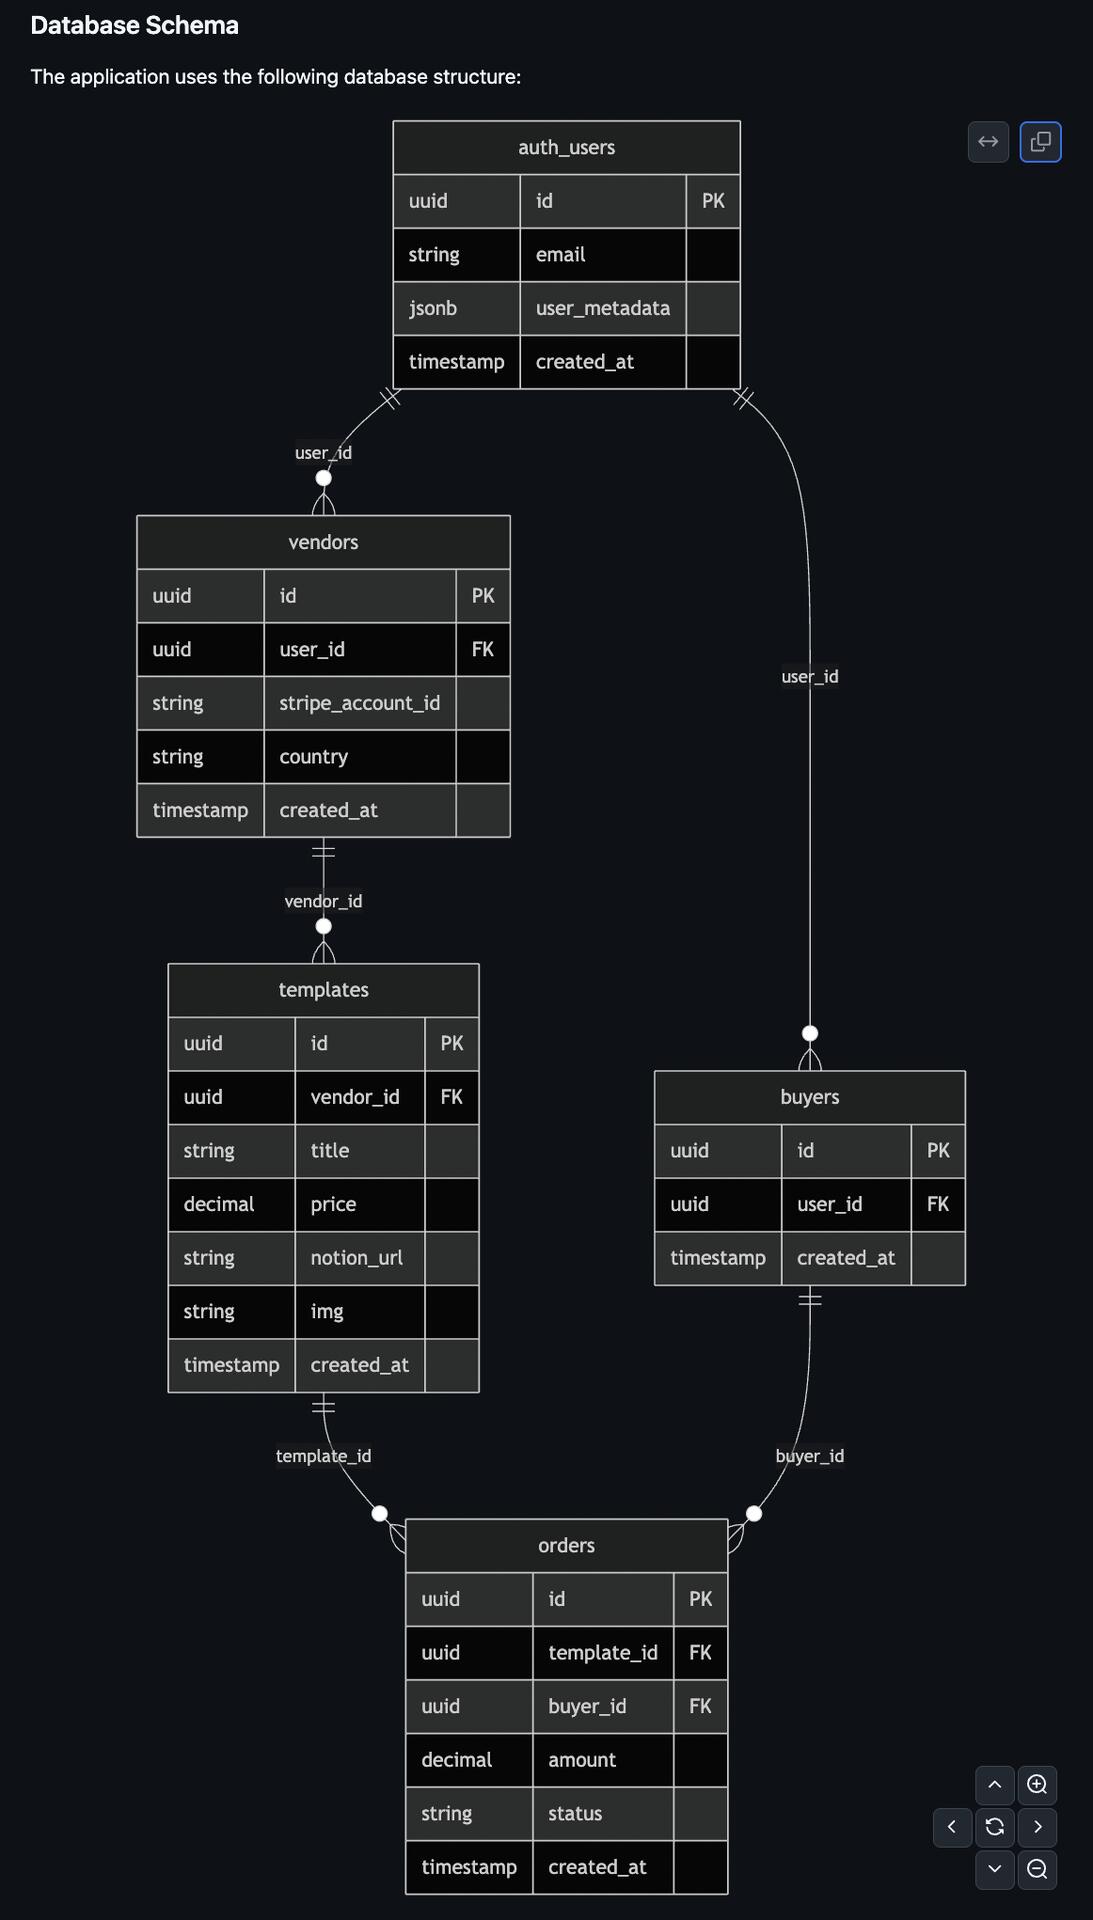 Database Schema
The application uses the following database structure:
auth_users
uuid id PK
string email
jsonb user_metadata
timestamp created_at
user_id
vendors
uuid id PK
uuid user_id FK
string stripe_account_id
string country
timestamp created_at
user_id
vendor_id
templates
uuid id PK
uuid vendor_id FK
string title
decimal price
string notion_url
string img
timestamp created_at
buyers
uuid id PK
uuid user_id FK
timestamp created_at
template_id
buyer_id
orders
uuid id PK
uuid template_id FK
uuid buyer_id FK
decimal amount
string status
timestamp created_at